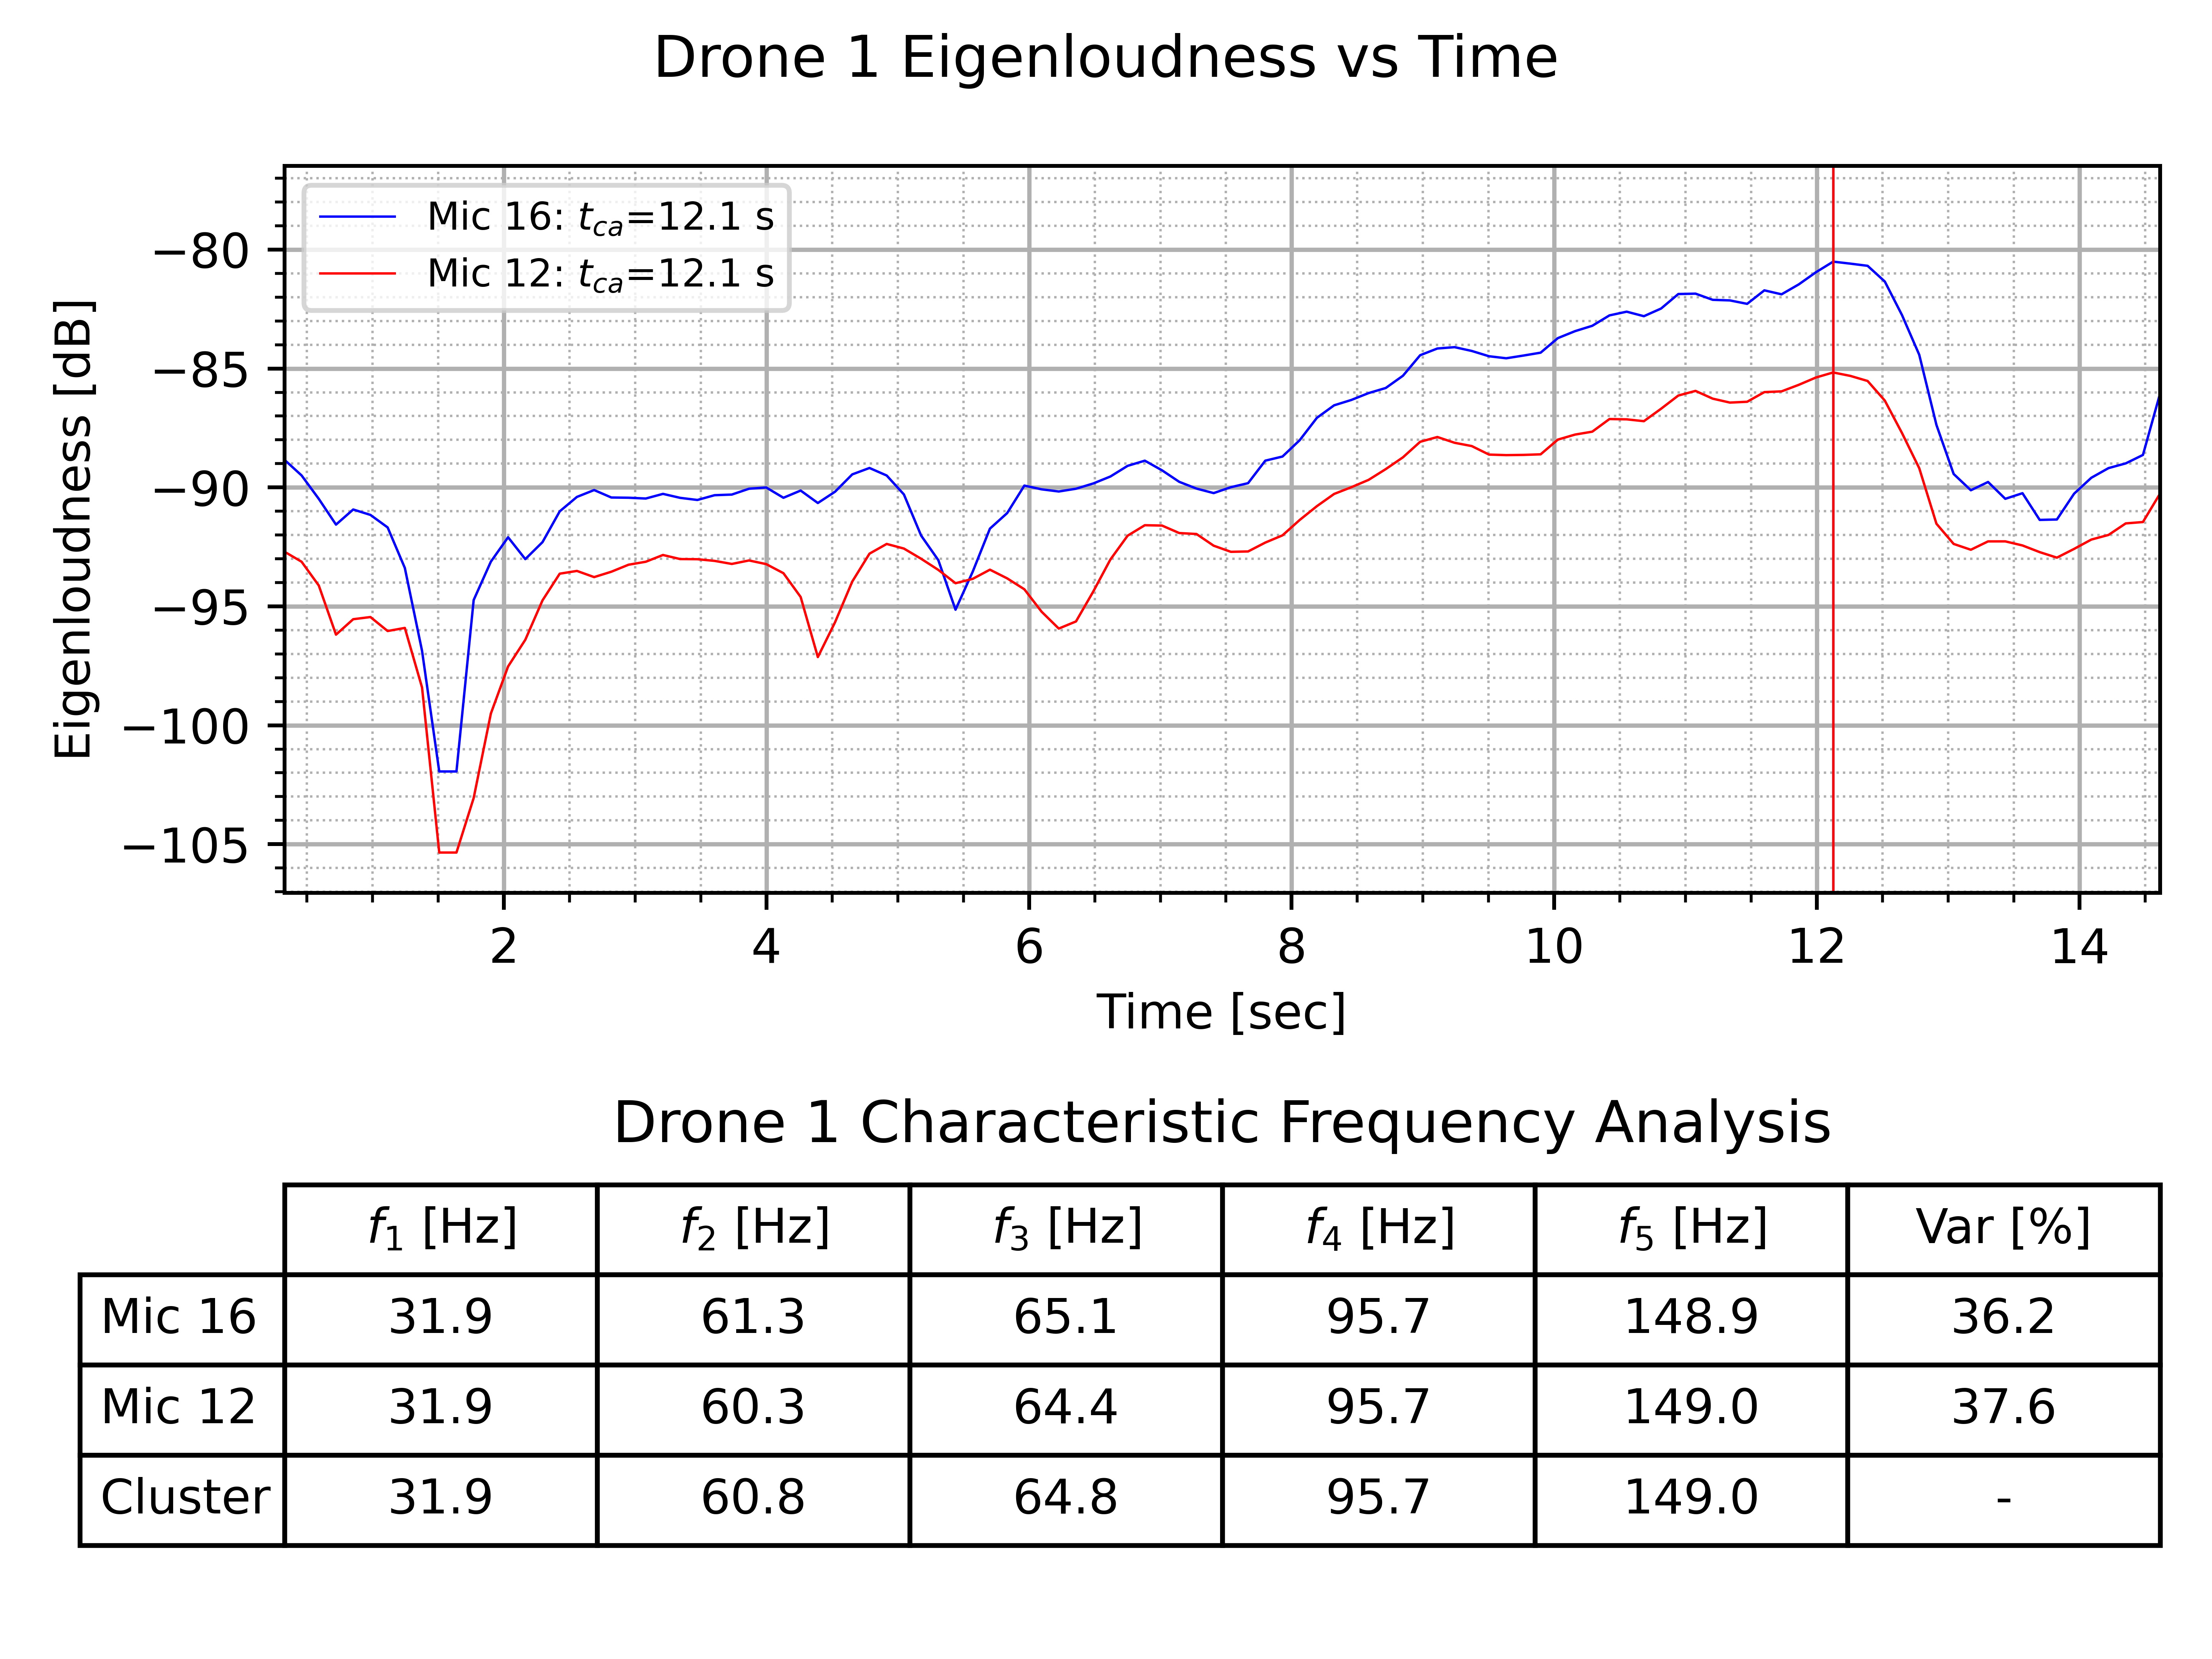 Drone 1 Eigenloudness vs Time
Mic 16: t_ca=12.1 s
Mic 12: t_ca=12.1 s
Eigenloudness [dB]
−80
−85
−90
−95
−100
−105
2 4 6 8 10 12 14
Time [sec]
Drone 1 Characteristic Frequency Analysis
f_1 [Hz] f_2 [Hz] f_3 [Hz] f_4 [Hz] f_5 [Hz] Var [%]
Mic 16 31.9 61.3 65.1 95.7 148.9 36.2
Mic 12 31.9 60.3 64.4 95.7 149.0 37.6
Cluster 31.9 60.8 64.8 95.7 149.0 -